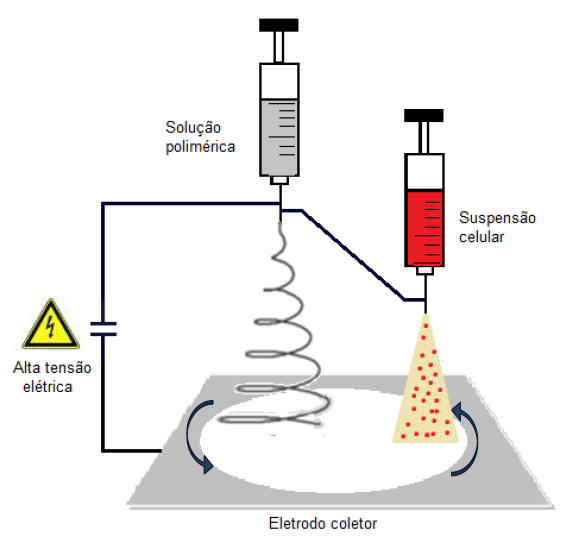 Solução
polimérica
Suspensão
celular
Alta tensão
elétrica
Eletrodo coletor